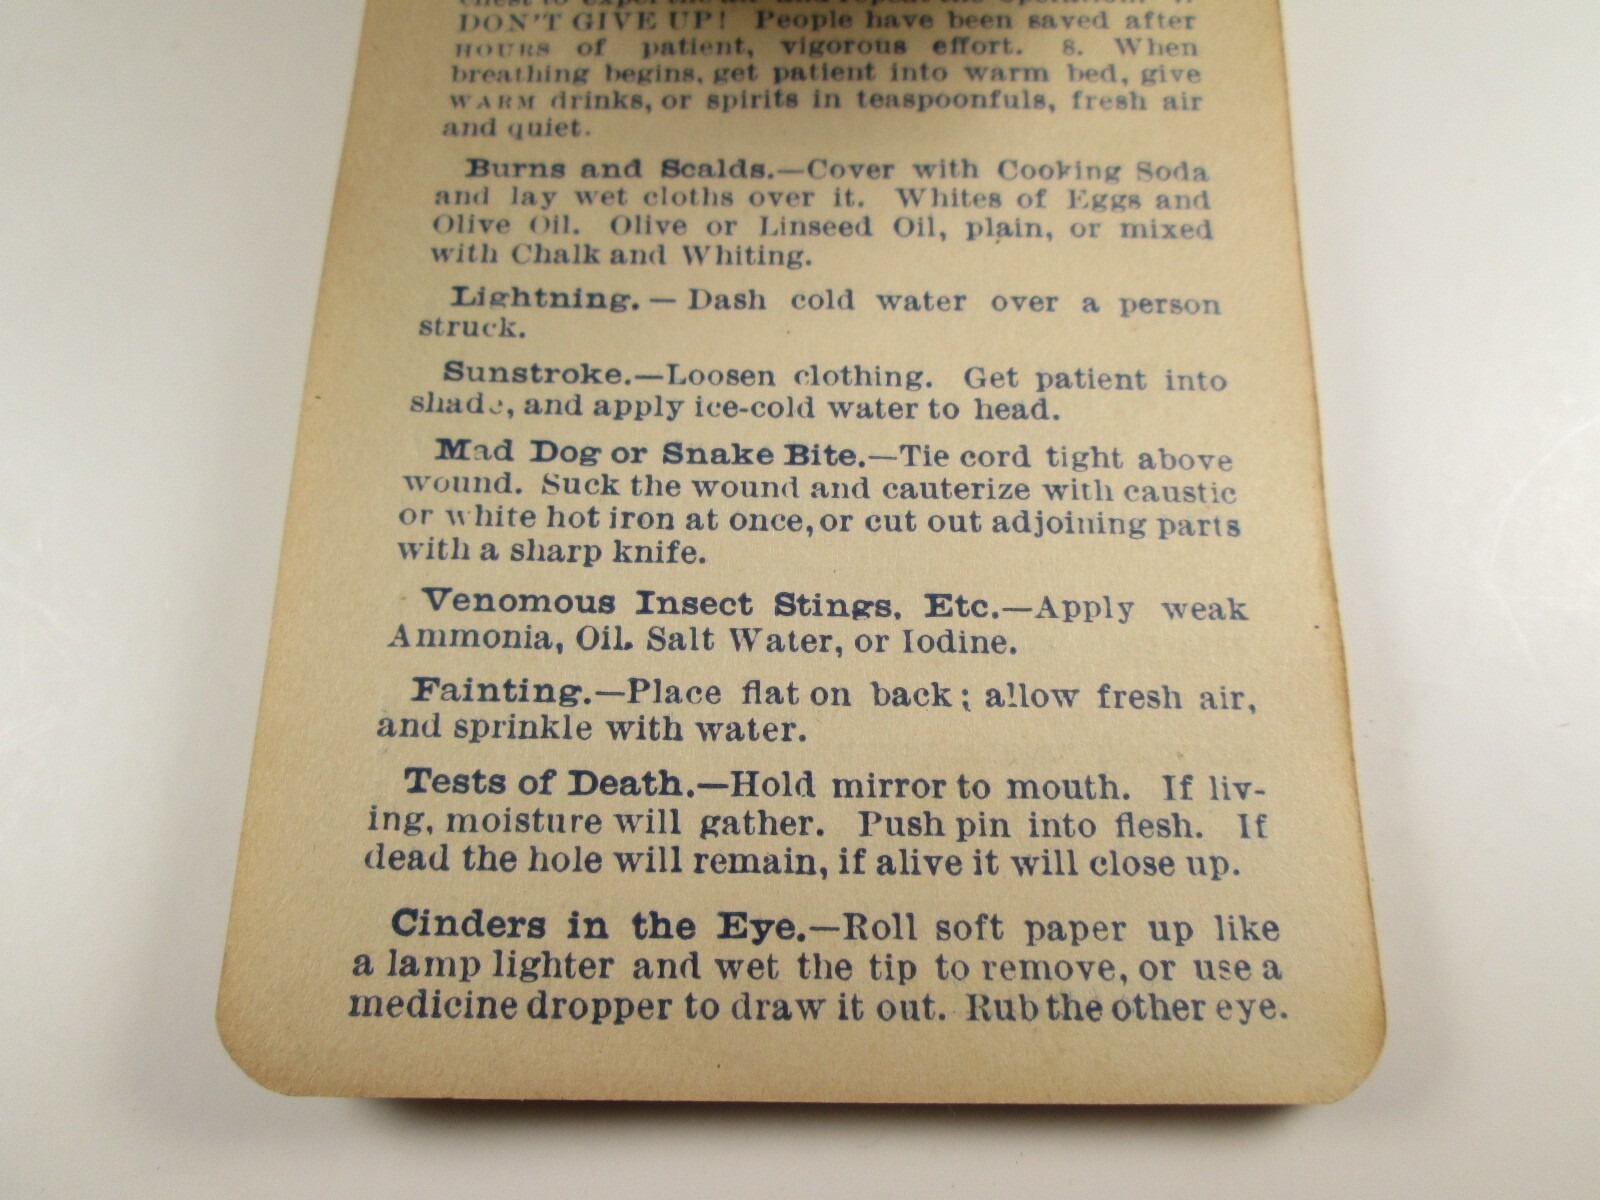 chest to expel the air and repeat the operation. 7.
DON'T GIVE UP! People have been saved after
HOURS of patient, vigorous effort. 8. When
breathing begins, get patient into warm bed, give
WARM drinks, or spirits in teaspoonfuls, fresh air
and quiet.
Burns and Scalds.—Cover with Cooking Soda
and lay wet cloths over it. Whites of Eggs and
Olive Oil. Olive or Linseed Oil, plain, or mixed
with Chalk and Whiting.
Lightning.—Dash cold water over a person
struck.
Sunstroke.—Loosen clothing. Get patient into
shade, and apply ice-cold water to head.
Mad Dog or Snake Bite.—Tie cord tight above
wound. Suck the wound and cauterize with caustic
or white hot iron at once, or cut out adjoining parts
with a sharp knife.
Venomous Insect Stings, Etc.—Apply weak
Ammonia, Oil. Salt Water, or Iodine.
Fainting.—Place flat on back; allow fresh air,
and sprinkle with water.
Tests of Death.—Hold mirror to mouth. If liv-
ing, moisture will gather. Push pin into flesh. If
dead the hole will remain, if alive it will close up.
Cinders in the Eye.—Roll soft paper up like
a lamp lighter and wet the tip to remove, or use a
medicine dropper to draw it out. Rub the other eye.